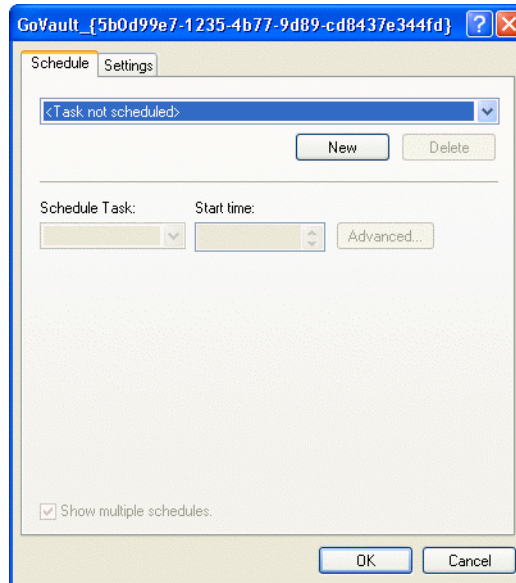 GoVault_{5b0d99e7-1235-4b77-9d89-cd8437e344fd}
Schedule Settings
<Task not scheduled>
New Delete
Schedule Task: Start time:
Advanced...
Show multiple schedules.
OK Cancel